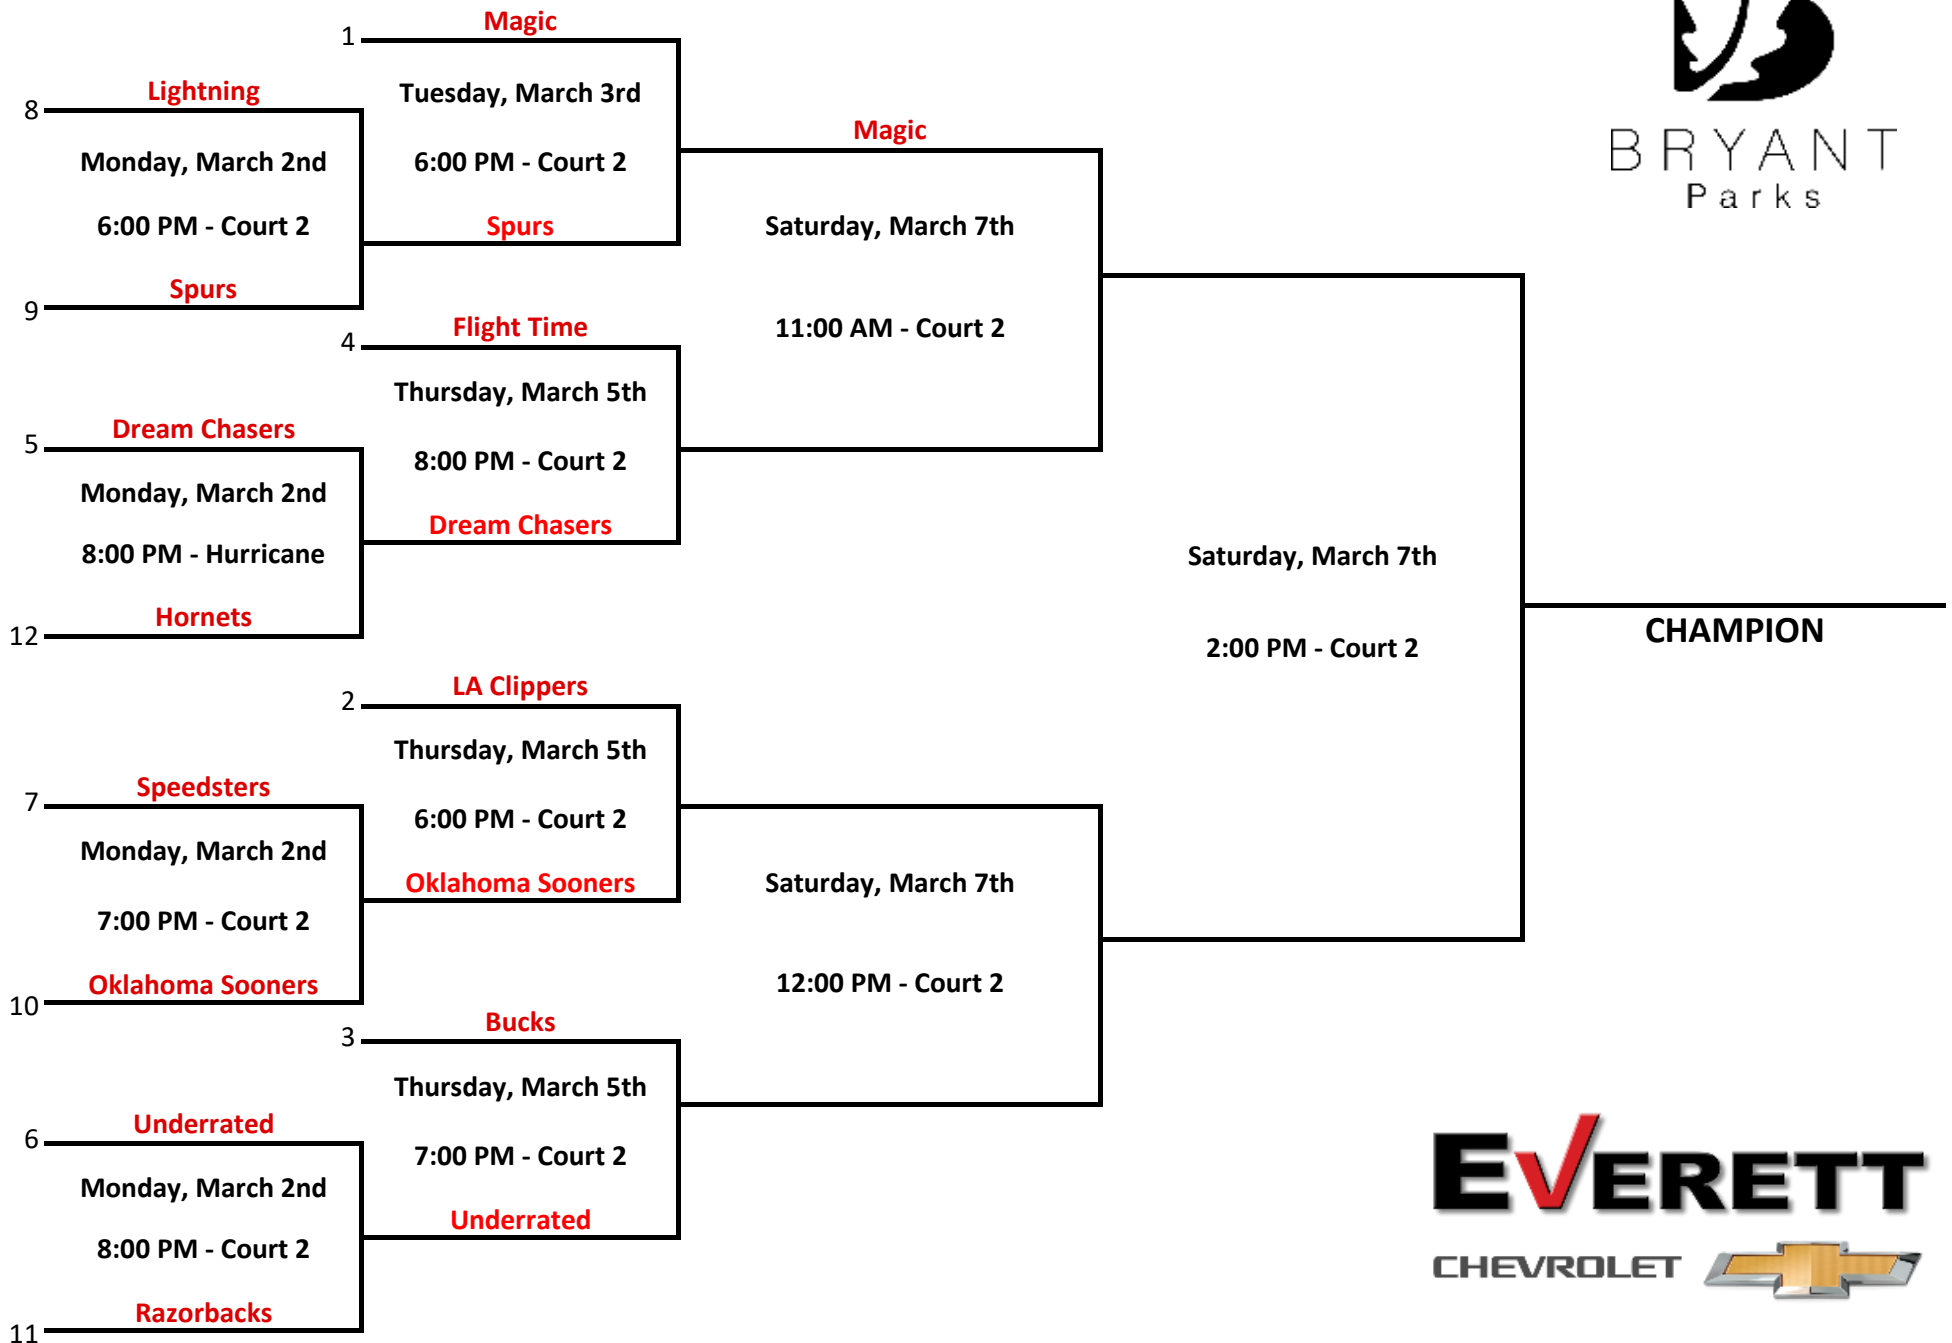 Magic
1
Tuesday, March 3rd
6:00 PM - Court 2
Spurs
Lightning
8
Monday, March 2nd
6:00 PM - Court 2
Spurs
9
Magic
Saturday, March 7th
11:00 AM - Court 2
Flight Time
4
Thursday, March 5th
8:00 PM - Court 2
Dream Chasers
Dream Chasers
5
Monday, March 2nd
8:00 PM - Hurricane
Hornets
12
Saturday, March 7th
2:00 PM - Court 2
CHAMPION
LA Clippers
2
Thursday, March 5th
6:00 PM - Court 2
Oklahoma Sooners
Speedsters
7
Monday, March 2nd
7:00 PM - Court 2
Oklahoma Sooners
10
Saturday, March 7th
12:00 PM - Court 2
Bucks
3
Thursday, March 5th
7:00 PM - Court 2
Underrated
Underrated
6
Monday, March 2nd
8:00 PM - Court 2
Razorbacks
11
BRYANT
Parks
EVERETT
CHEVROLET